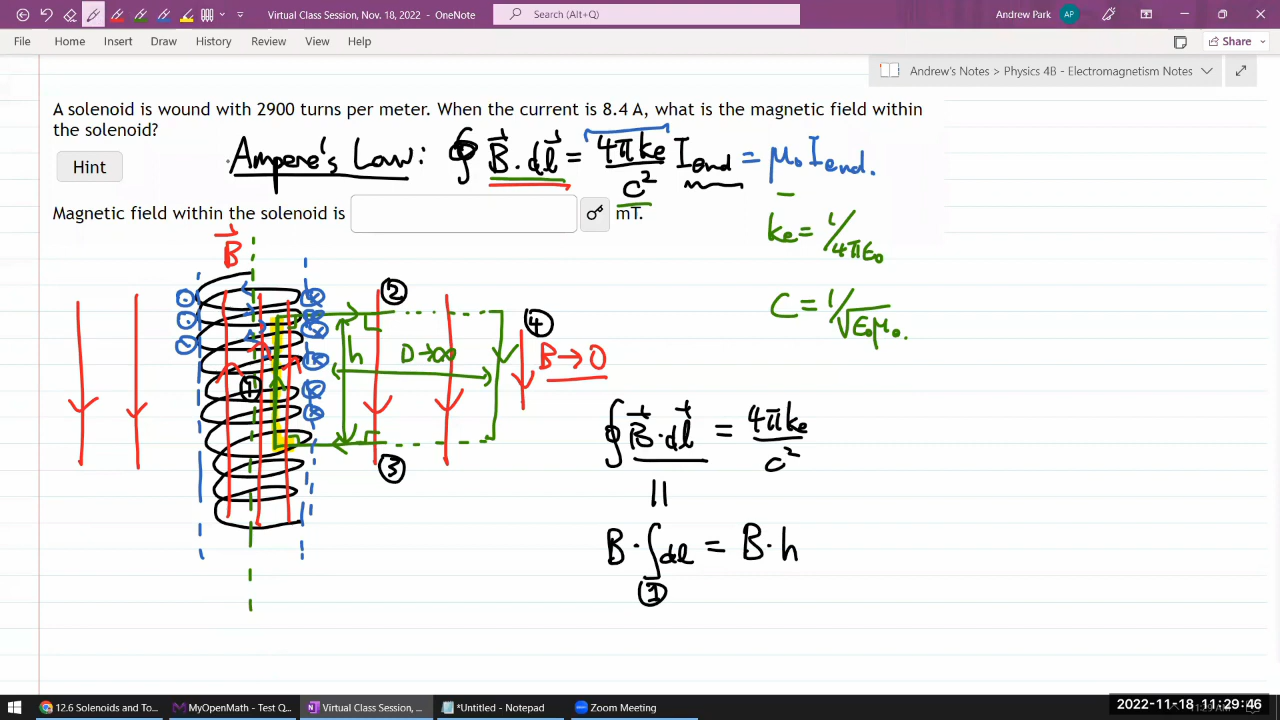 Virtual Class Session, Nov. 18, 2022 - OneNote
Search (Alt+Q)
Andrew Park
AP
File Home Insert Draw History Review View Help
Share
Andrew's Notes > Physics 4B - Electromagnetism Notes
A solenoid is wound with 2900 turns per meter. When the current is 8.4 A, what is the magnetic field within
the solenoid?
Hint
Ampere's Law: ∮ B⃗ · dl⃗ = 4πke/c² Iend = μ₀ Iend.
Magnetic field within the solenoid is mT.
ke = 1/4πε₀
C = 1/√ε₀μ₀.
B⃗
②
④
h
D→∞
B→0
①
③
∮ B⃗ · dl⃗ = 4πke/c²
||
B · ∫ dl = B · h
①
12.6 Solenoids and To...
MyOpenMath - Test Q...
Virtual Class Session,...
*Untitled - Notepad
Zoom Meeting
2022-11-18 11:29:46